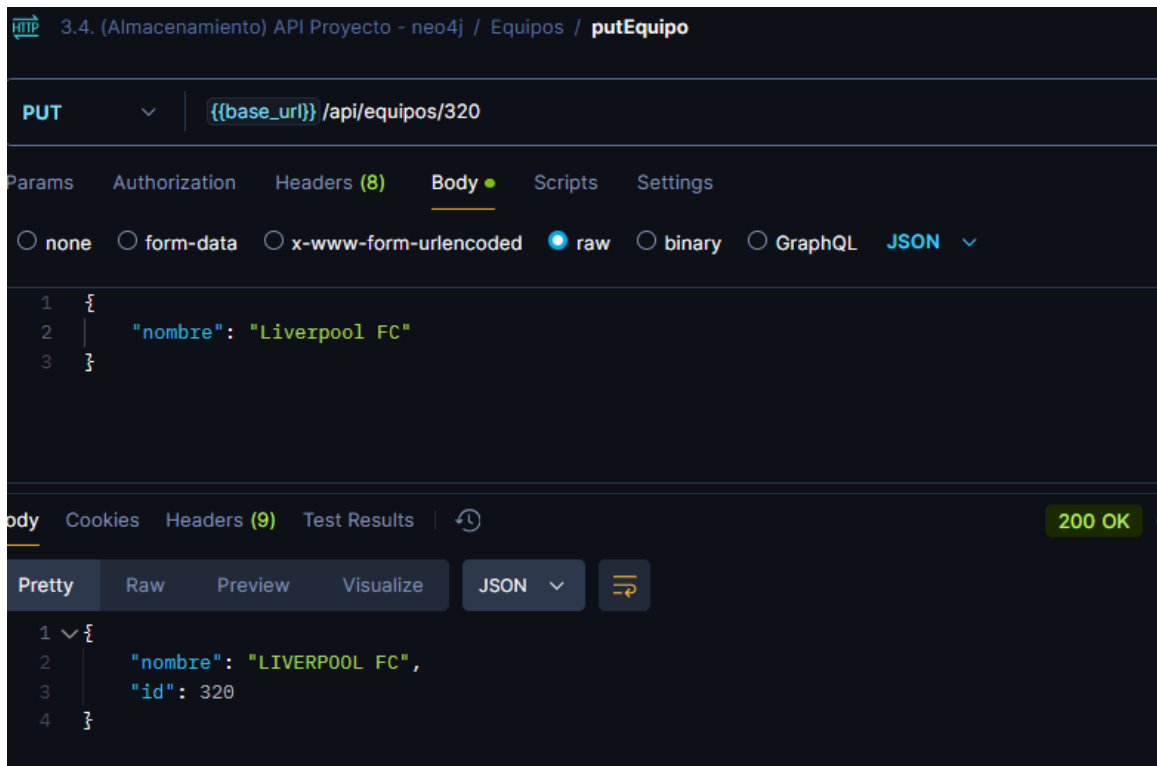 HTTP 3.4. (Almacenamiento) API Proyecto - neo4j / Equipos / putEquipo
PUT {{base_url}} /api/equipos/320
Params Authorization Headers (8) Body Scripts Settings
none form-data x-www-form-urlencoded raw binary GraphQL JSON
1 {
2 "nombre": "Liverpool FC"
3 }
ody Cookies Headers (9) Test Results 200 OK
Pretty Raw Preview Visualize JSON
1 {
2 "nombre": "LIVERPOOL FC",
3 "id": 320
4 }